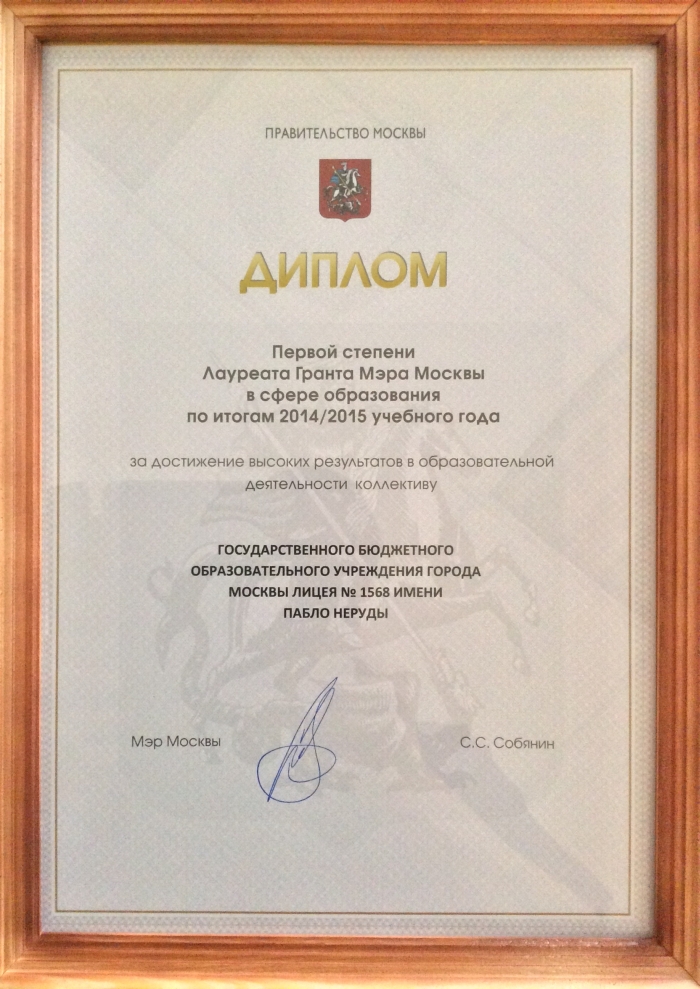 ПРАВИТЕЛЬСТВО МОСКВЫ
ДИПЛОМ
Первой степени
Лауреата Гранта Мэра Москвы
в сфере образования
по итогам 2014/2015 учебного года
за достижение высоких результатов в образовательной
деятельности коллективу
ГОСУДАРСТВЕННОГО БЮДЖЕТНОГО
ОБРАЗОВАТЕЛЬНОГО УЧРЕЖДЕНИЯ ГОРОДА
МОСКВЫ ЛИЦЕЯ № 1568 ИМЕНИ
ПАБЛО НЕРУДЫ
Мэр Москвы С.С. Собянин